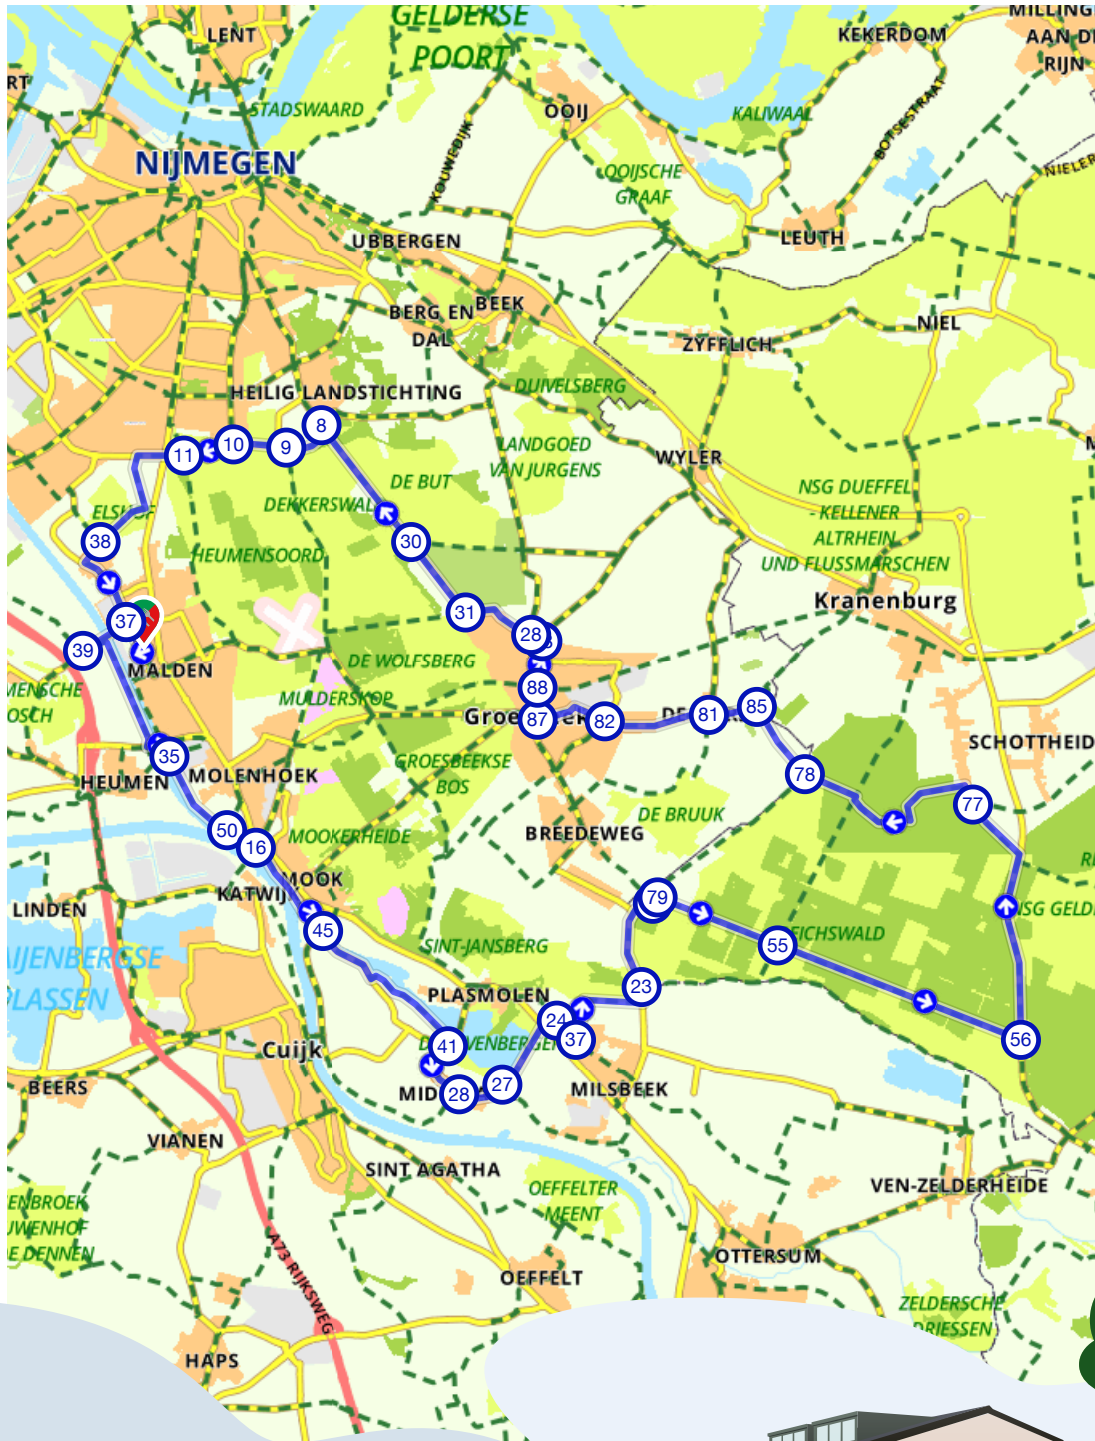 GELDERSE
POORT
LENT
KEKERDOM
AAN
RIJN
STADSWAARD
OOIJ
KALIWAAL
BOTSESTRAAT
NIJMEGEN
KOUWEDIJK
OOIJSCHE
GRAAF
LEUTH
UBBERGEN
BERG EN
DAL
BEEK
NIEL
ZYFFLICH
HEILIG LANDSTICHTING
DUIVELSBERG
8
10
9
11
LANDGOED
VAN JURGENS
WYLER
DE BUT
NSG DUEFFEL
- KELLENER
ALTRHEIN
UND FLUSSMARSCHEN
38
HEUMENSOORD
30
Kranenburg
31
37
28
39
MALDEN
DE WOLFSBERG
88
MULDERSKOP
87
82
81
85
SCHOTTHEID
35
HEUMEN
MOLENHOEK
GROESBEEKSE
BOS
78
77
DE BRUUK
50
16
MOOKERHEIDE
BREEDEWEG
MOOK
LINDEN
79
45
55
SINT-JANSBERG
23
PLASMOLEN
24
37
41
56
Cuijk
BEERS
28
27
MILSBEEK
VIANEN
SINT AGATHA
OEFFELTER
MEENT
VEN-ZELDERHEIDE
A73 RIJKSWEG
OTTERSUM
OEFFELT
ZELDERSCHE
DRIESSEN
HAPS